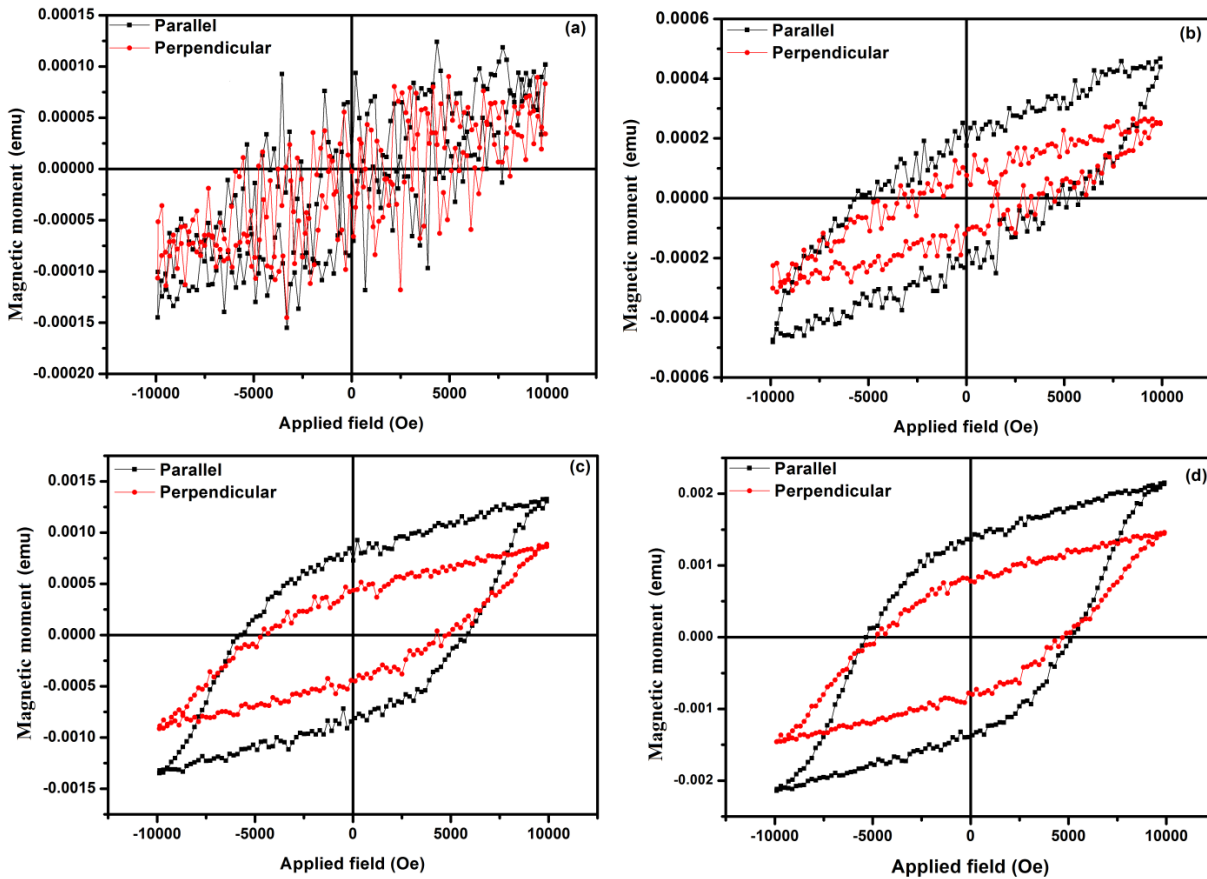 (a)
Parallel
Perpendicular
Magnetic moment (emu)
0.00015
0.00010
0.00005
0.00000
-0.00005
-0.00010
-0.00015
-0.00020
-10000 -5000 0 5000 10000
Applied field (Oe)
(b)
Parallel
Perpendicular
Magnetic moment (emu)
0.0006
0.0004
0.0002
0.0000
-0.0002
-0.0004
-0.0006
-10000 -5000 0 5000 10000
Applied field (Oe)
(c)
Parallel
Perpendicular
Magnetic moment (emu)
0.0015
0.0010
0.0005
0.0000
-0.0005
-0.0010
-0.0015
-10000 -5000 0 5000 10000
Applied field (Oe)
(d)
Parallel
Perpendicular
Magnetic moment (emu)
0.002
0.001
0.000
-0.001
-0.002
-10000 -5000 0 5000 10000
Applied field (Oe)